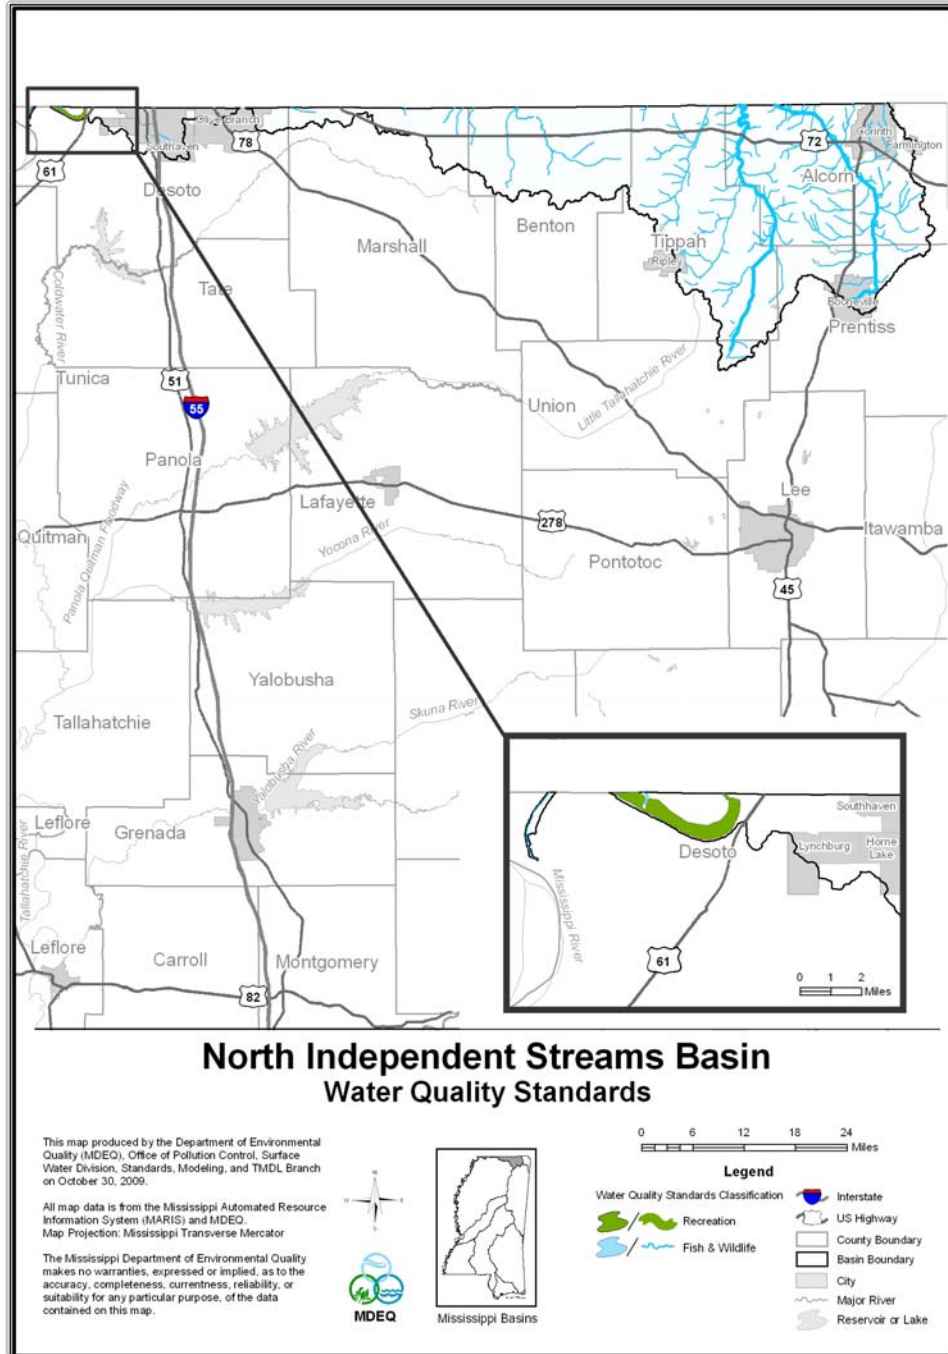 Olive Branch
Southaven
78
72
Corinth
Farmington
61
Desoto
Alcorn
Marshall
Benton
Tippah
Ripley
Coldwater River
Tate
Booneville
Prentiss
Tunica
51
55
Union
Little Tallahatchie River
Panola
Lafayette
Lee
Quitman
Panola Quitman Floodway
278
Itawamba
Yocona River
Pontotoc
45
Yalobusha
Skuna River
Tallahatchie
Yalobusha River
Leflore
Grenada
Tallahatchie River
Southhaven
Lynchburg
Horne
Lake
Desoto
Mississippi River
61
0 1 2
Miles
Leflore
Carroll
Montgomery
82
North Independent Streams Basin
Water Quality Standards
This map produced by the Department of Environmental
Quality (MDEQ), Office of Pollution Control, Surface
Water Division, Standards, Modeling, and TMDL Branch
on October 30, 2009.
All map data is from the Mississippi Automated Resource
Information System (MARIS) and MDEQ.
Map Projection: Mississippi Transverse Mercator
The Mississippi Department of Environmental Quality
makes no warranties, expressed or implied, as to the
accuracy, completeness, currentness, reliability, or
suitability for any particular purpose, of the data
contained on this map.
N
W E
S
MDEQ
Mississippi Basins
0 6 12 18 24
Miles
Legend
Water Quality Standards Classification
Recreation
Fish & Wildlife
Interstate
US Highway
County Boundary
Basin Boundary
City
Major River
Reservoir or Lake